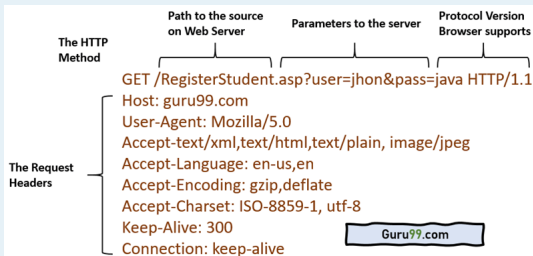 Path to the source
on Web Server
Parameters to the server
Protocol Version
Browser supports
The HTTP
Method
GET /RegisterStudent.asp?user=jhon&pass=java HTTP/1.1
Host: guru99.com
User-Agent: Mozilla/5.0
Accept-text/xml,text/html,text/plain, image/jpeg
Accept-Language: en-us,en
Accept-Encoding: gzip,deflate
Accept-Charset: ISO-8859-1, utf-8
Keep-Alive: 300
Connection: keep-alive
The Request
Headers
Guru99.com